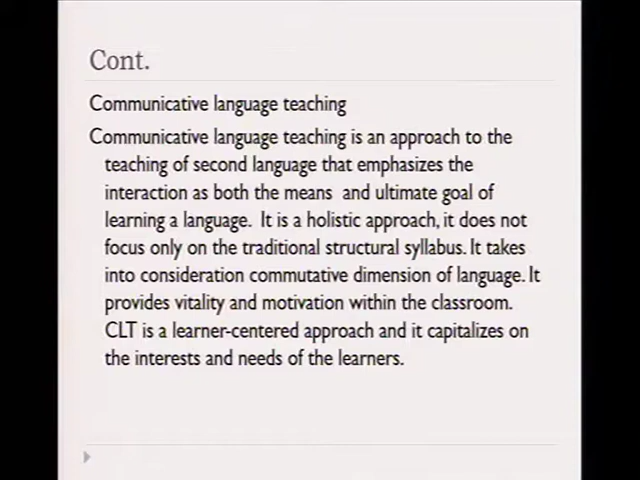 Cont.
Communicative language teaching
Communicative language teaching is an approach to the
teaching of second language that emphasizes the
interaction as both the means and ultimate goal of
learning a language. It is a holistic approach, it does not
focus only on the traditional structural syllabus. It takes
into consideration commutative dimension of language. It
provides vitality and motivation within the classroom.
CLT is a learner-centered approach and it capitalizes on
the interests and needs of the learners.